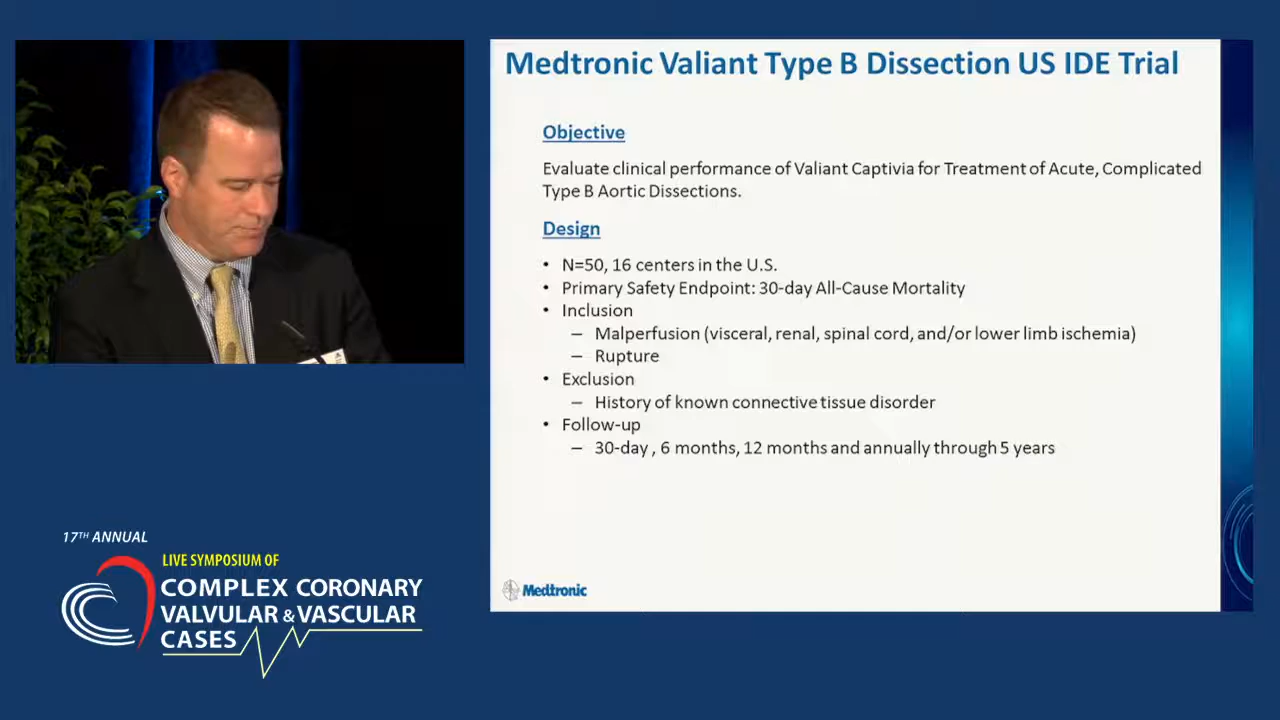 Medtronic Valiant Type B Dissection US IDE Trial
Objective
Evaluate clinical performance of Valiant Captivia for Treatment of Acute, Complicated
Type B Aortic Dissections.
Design
• N=50, 16 centers in the U.S.
• Primary Safety Endpoint: 30-day All-Cause Mortality
• Inclusion
– Malperfusion (visceral, renal, spinal cord, and/or lower limb ischemia)
– Rupture
• Exclusion
– History of known connective tissue disorder
• Follow-up
– 30-day , 6 months, 12 months and annually through 5 years
Medtronic
17TH ANNUAL
LIVE SYMPOSIUM OF
COMPLEX CORONARY
VALVULAR & VASCULAR
CASES